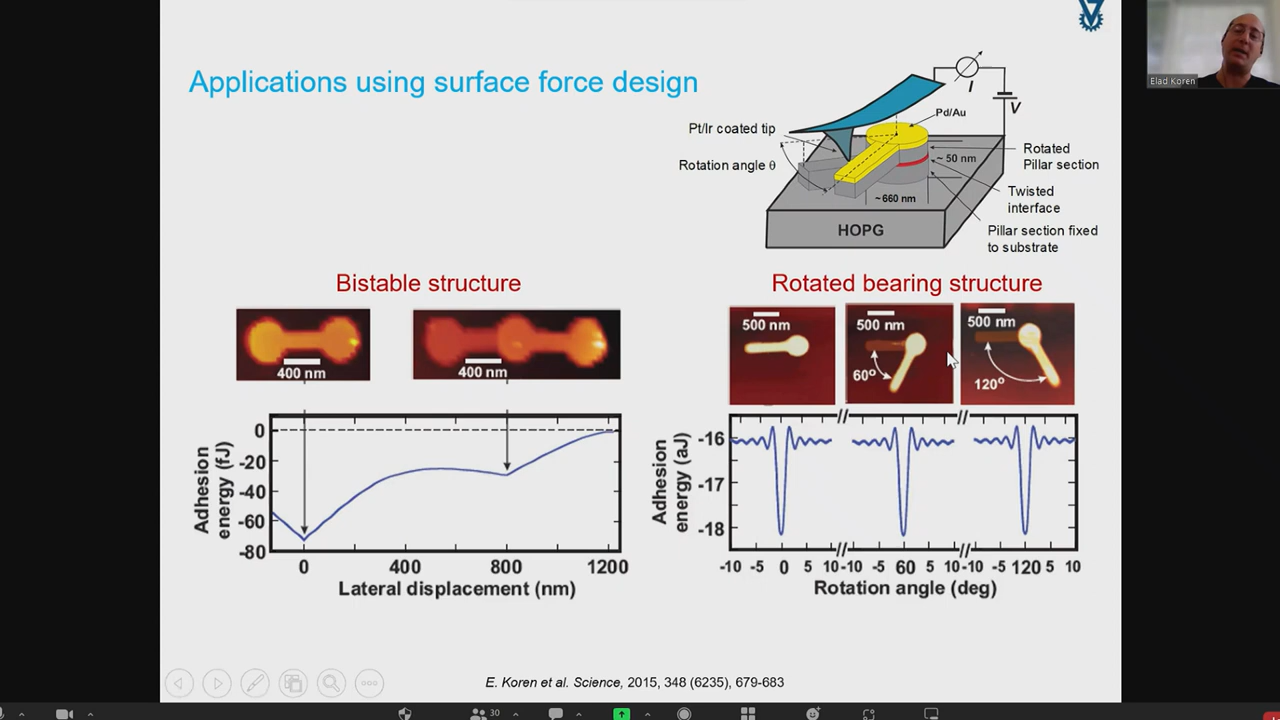 Elad Koren
Applications using surface force design
I
V
Pd/Au
Pt/Ir coated tip
Rotation angle θ
Rotated
Pillar section
~ 50 nm
Twisted
interface
~660 nm
HOPG
Pillar section fixed
to substrate
Bistable structure
400 nm
400 nm
Adhesion
energy (fJ)
0
-20
-40
-60
-80
0 400 800 1200
Lateral displacement (nm)
Rotated bearing structure
500 nm
500 nm
60°
500 nm
120°
Adhesion
energy (aJ)
-16
-17
-18
-10 -5 0 5 10 -10 -5 60 5 10 -10 -5 120 5 10
Rotation angle (deg)
E. Koren et al. Science, 2015, 348 (6235), 679-683
30